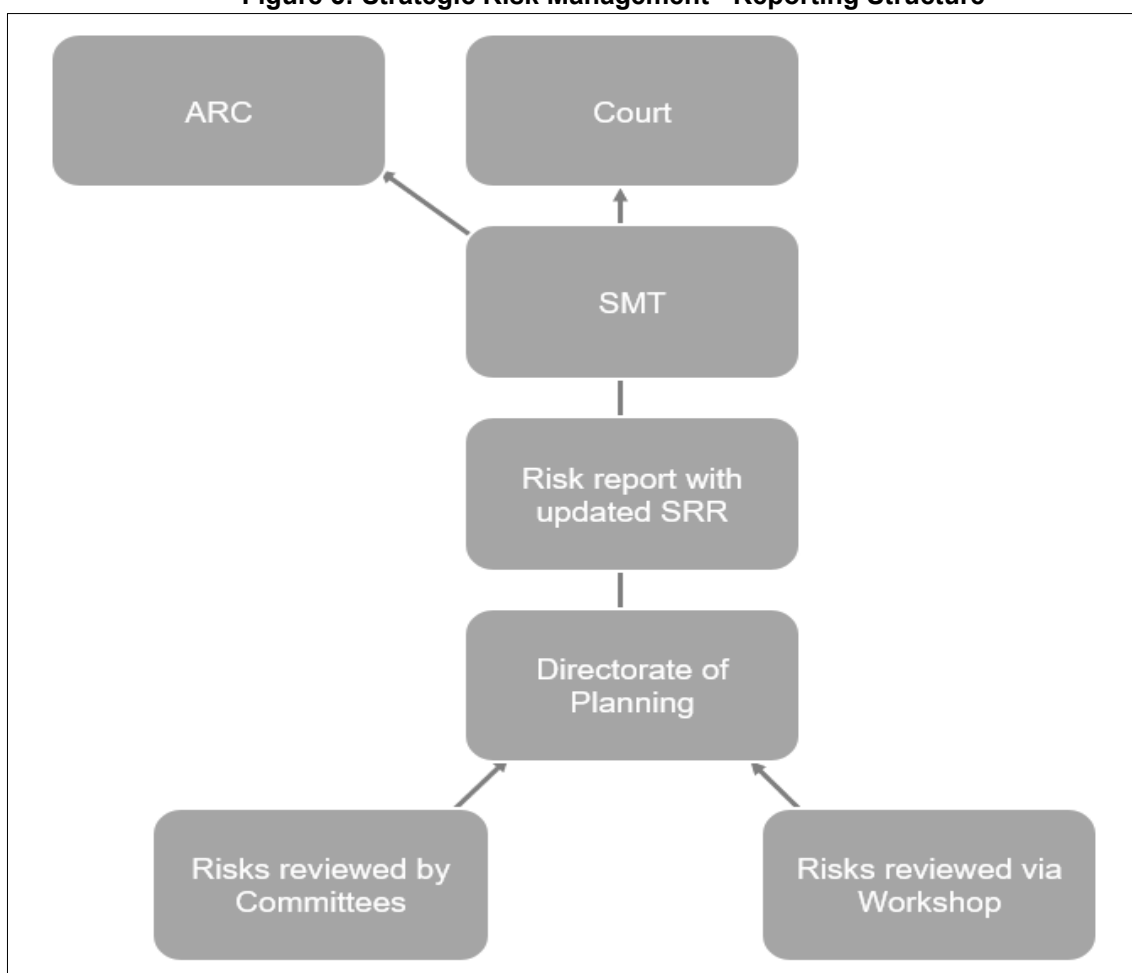 ARC
Court
SMT
Risk report with
updated SRR
Directorate of
Planning
Risks reviewed by
Committees
Risks reviewed via
Workshop